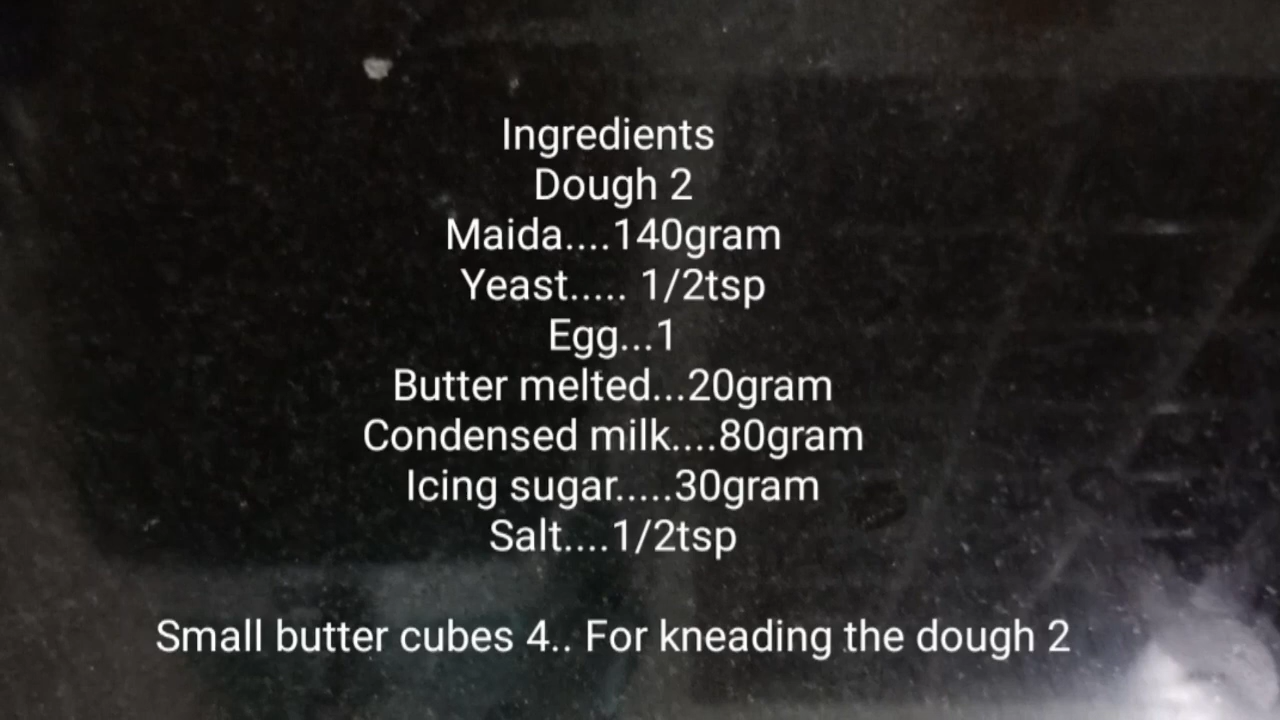 Ingredients
Dough 2
Maida....140gram
Yeast..... 1/2tsp
Egg...1
Butter melted...20gram
Condensed milk....80gram
Icing sugar.....30gram
Salt....1/2tsp
Small butter cubes 4.. For kneading the dough 2